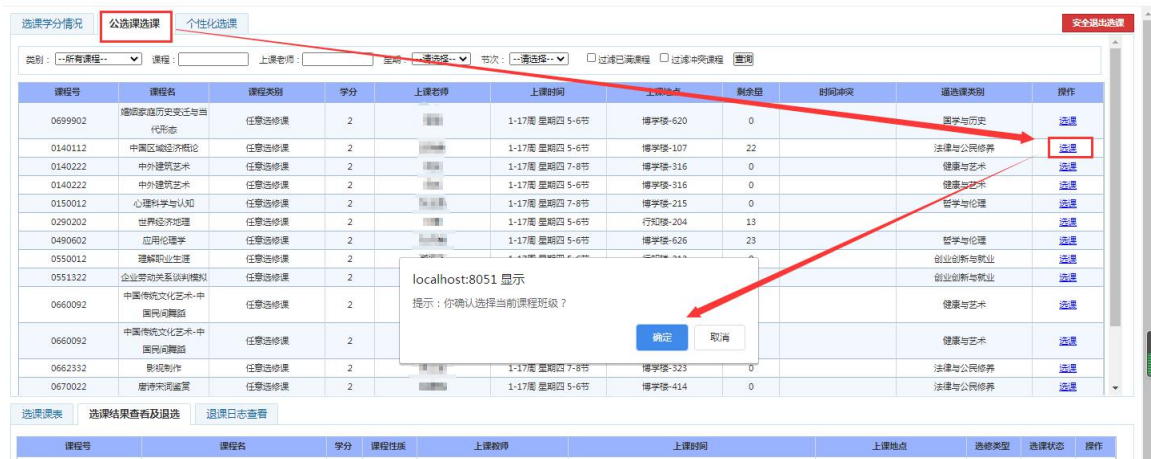 选课学分情况 公选课选课 个性化选课 安全退出选课
类别： --所有课程-- 课程： 上课老师： 星期： --请选择-- 节次： --请选择-- 过滤已满课程 过滤冲突课程 查询
课程号 课程名 课程类别 学分 上课老师 上课时间 上课地点 剩余量 时间冲突 通选课类别 操作
0699902 婚姻家庭历史变迁与当代形态 任意选修课 2 1-17周 星期四 5-6节 博学楼-620 0 国学与历史 选课
0140112 中国区域经济概论 任意选修课 2 1-17周 星期四 5-6节 博学楼-107 22 法律与公民修养 选课
0140222 中外建筑艺术 任意选修课 2 1-17周 星期四 7-8节 博学楼-316 0 健康与艺术 选课
0140222 中外建筑艺术 任意选修课 2 1-17周 星期四 5-6节 博学楼-316 0 健康与艺术 选课
0150012 心理科学与认知 任意选修课 2 1-17周 星期四 7-8节 博学楼-215 0 哲学与伦理 选课
0290202 世界经济地理 任意选修课 2 1-17周 星期四 5-6节 行知楼-204 13 选课
0490602 应用伦理学 任意选修课 2 1-17周 星期四 5-6节 博学楼-626 23 哲学与伦理 选课
0550012 理解职业生涯 任意选修课 2 创业创新与就业 选课
0551322 企业劳动关系谈判模拟 任意选修课 2 创业创新与就业 选课
localhost:8051 显示
提示：你确认选择当前课程班级？
确定 取消
0660092 中国传统文化艺术-中国民间舞蹈 任意选修课 2 健康与艺术 选课
0660092 中国传统文化艺术-中国民间舞蹈 任意选修课 2 健康与艺术 选课
0662332 影视制作 任意选修课 2 1-17周 星期四 7-8节 博学楼-323 0 法律与公民修养 选课
0670022 唐诗宋词鉴赏 任意选修课 2 1-17周 星期四 5-6节 博学楼-414 0 法律与公民修养 选课
选课课表 选课结果查看及退选 退课日志查看
课程号 课程名 学分 课程性质 上课教师 上课时间 上课地点 选修类型 选课状态 操作